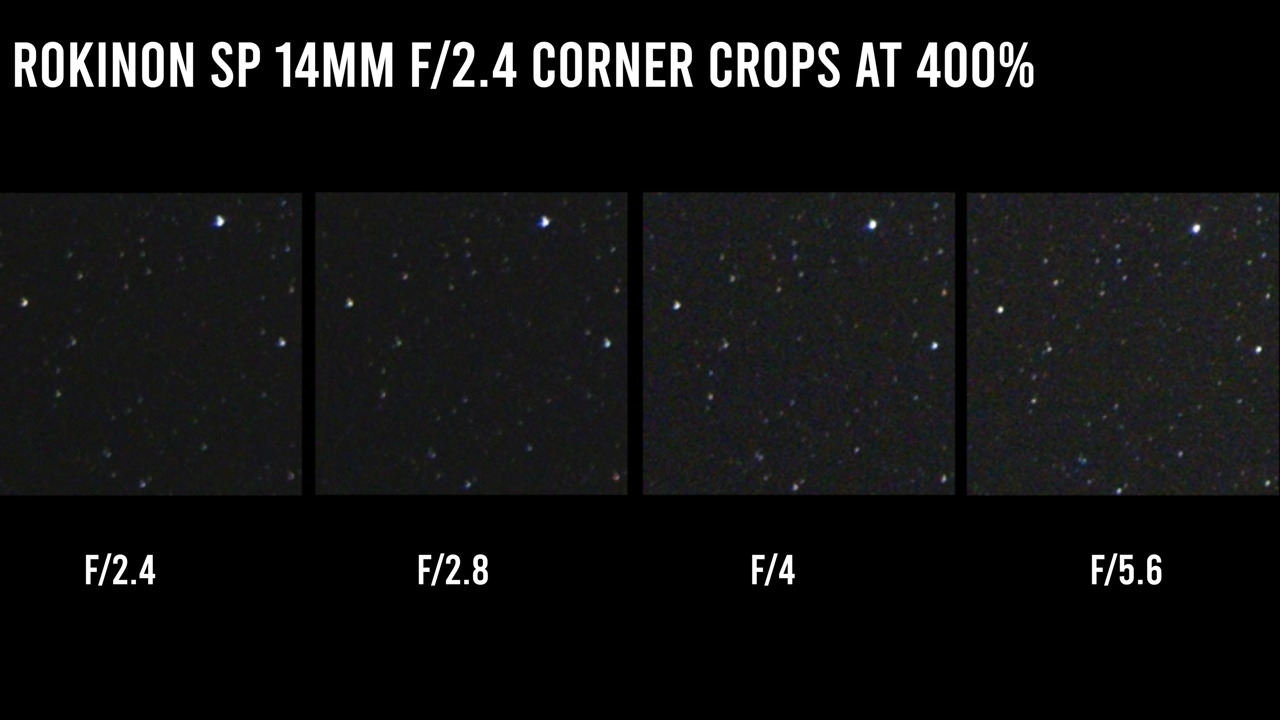 ROKINON SP 14MM F/2.4 CORNER CROPS AT 400%
F/2.4
F/2.8
F/4
F/5.6